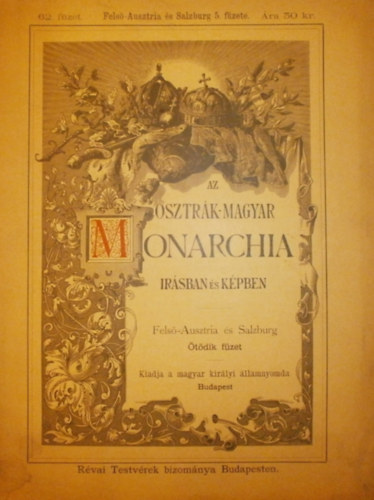 62. füzet. Felső-Ausztria és Salzburg 5. füzete. Ára 30 kr.
AZ
OSZTRÁK-MAGYAR
MONARCHIA
IRÁSBAN ÉS KÉPBEN
Felső-Ausztria és Salzburg
Ötödik füzet
Kiadja a magyar királyi államnyomda
Budapest
Révai Testvérek bizománya Budapesten.